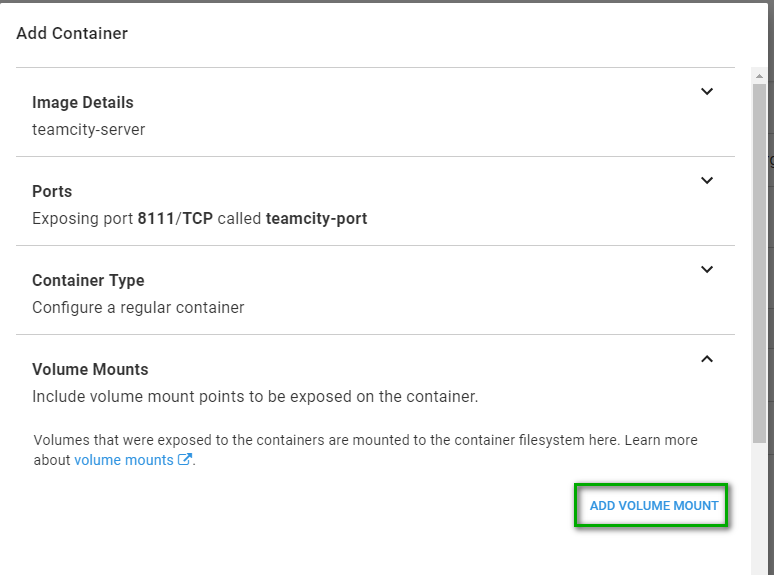 Add Container
Image Details
teamcity-server
Ports
Exposing port 8111/TCP called teamcity-port
Container Type
Configure a regular container
Volume Mounts
Include volume mount points to be exposed on the container.
Volumes that were exposed to the containers are mounted to the container filesystem here. Learn more
about volume mounts.
ADD VOLUME MOUNT